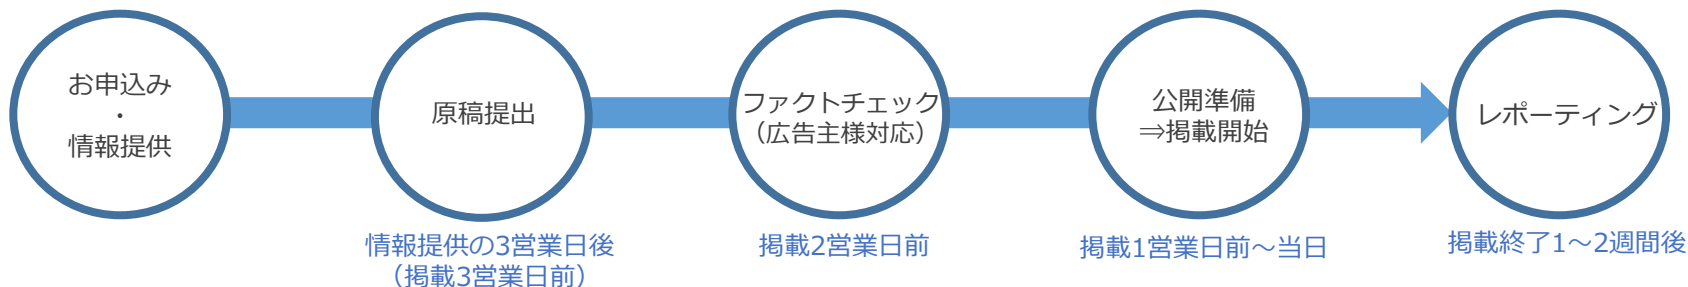 お申込み
・
情報提供
原稿提出
ファクトチェック
（広告主様対応）
公開準備
⇒掲載開始
レポーティング
情報提供の3営業日後
（掲載3営業日前）
掲載2営業日前
掲載1営業日前～当日
掲載終了1～2週間後